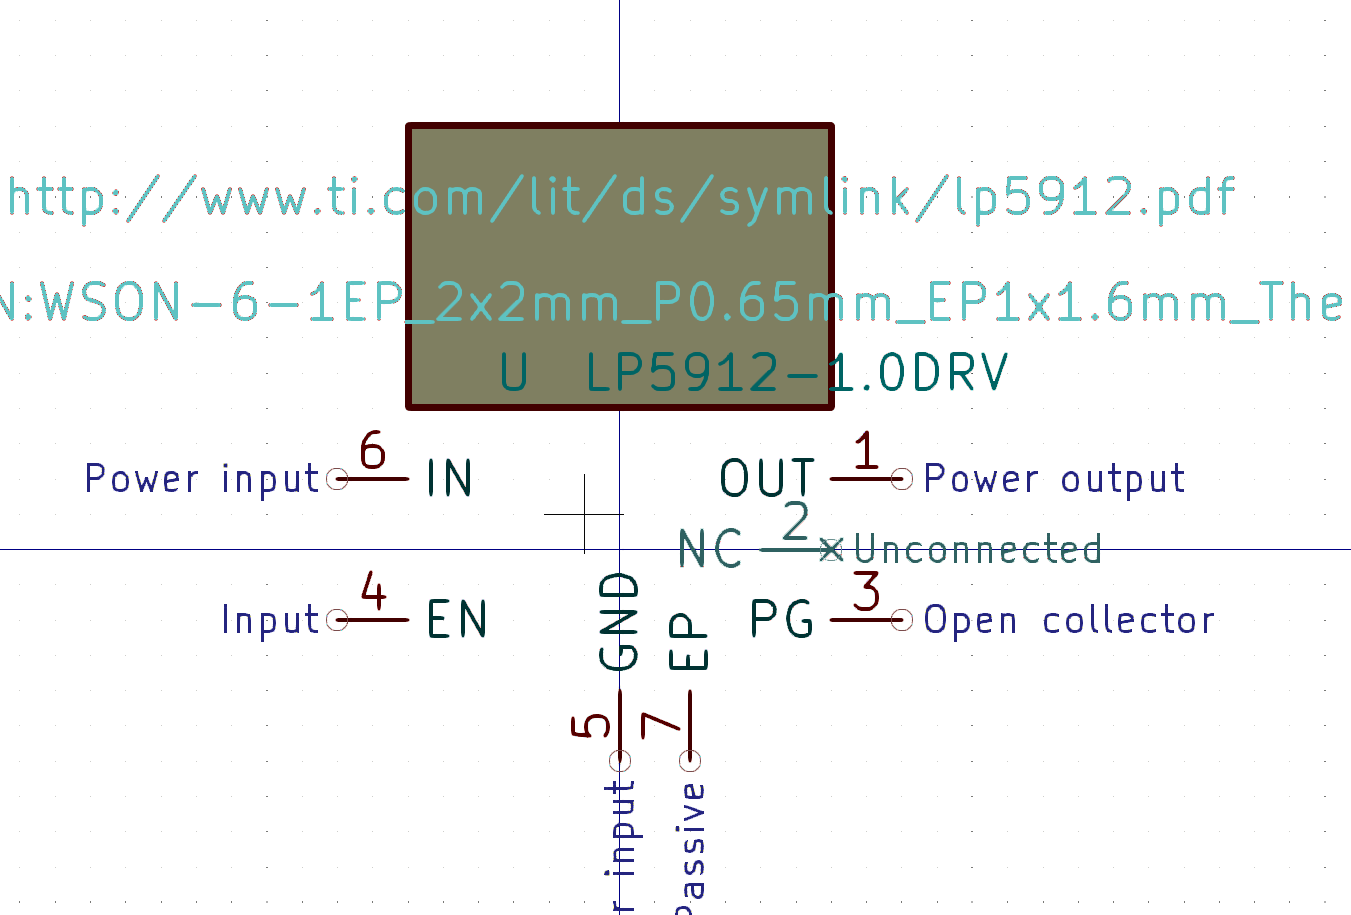 http://www.ti.com/lit/ds/symlink/lp5912.pdf
N:WSON-6-1EP_2x2mm_P0.65mm_EP1x1.6mm_The
U LP5912-1.0DRV
Power input 6 IN OUT 1 Power output
NC 2 Unconnected
Input 4 EN PG 3 Open collector
GND EP
5 7
r input Passive